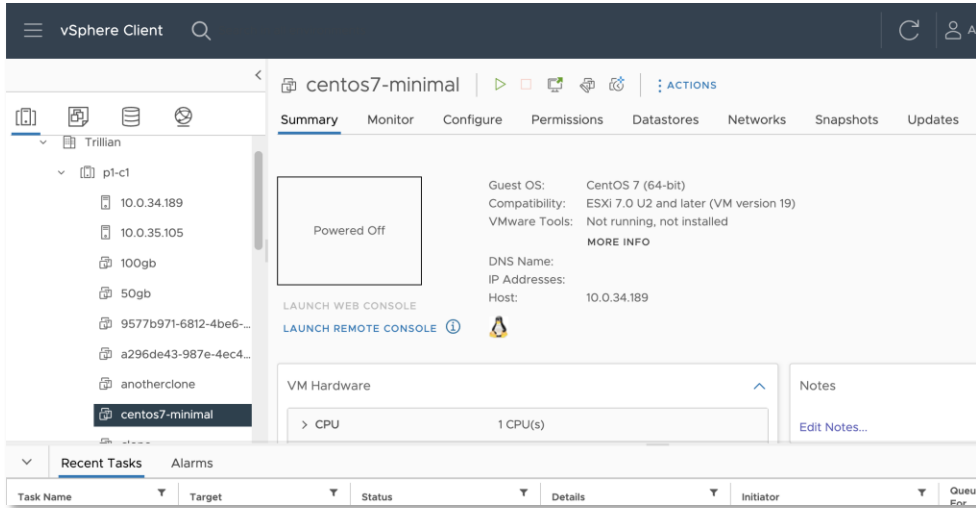 vSphere Client
A
centos7-minimal
ACTIONS
Trillian
p1-c1
10.0.34.189
10.0.35.105
100gb
50gb
9577b971-6812-4be6-...
a296de43-987e-4ec4...
anotherclone
centos7-minimal
clone
Summary Monitor Configure Permissions Datastores Networks Snapshots Updates
Powered Off
LAUNCH WEB CONSOLE
LAUNCH REMOTE CONSOLE
Guest OS: CentOS 7 (64-bit)
Compatibility: ESXi 7.0 U2 and later (VM version 19)
VMware Tools: Not running, not installed
MORE INFO
DNS Name:
IP Addresses:
Host: 10.0.34.189
VM Hardware
CPU 1 CPU(s)
Notes
Edit Notes...
Recent Tasks Alarms
Task Name Target Status Details Initiator Queu
For